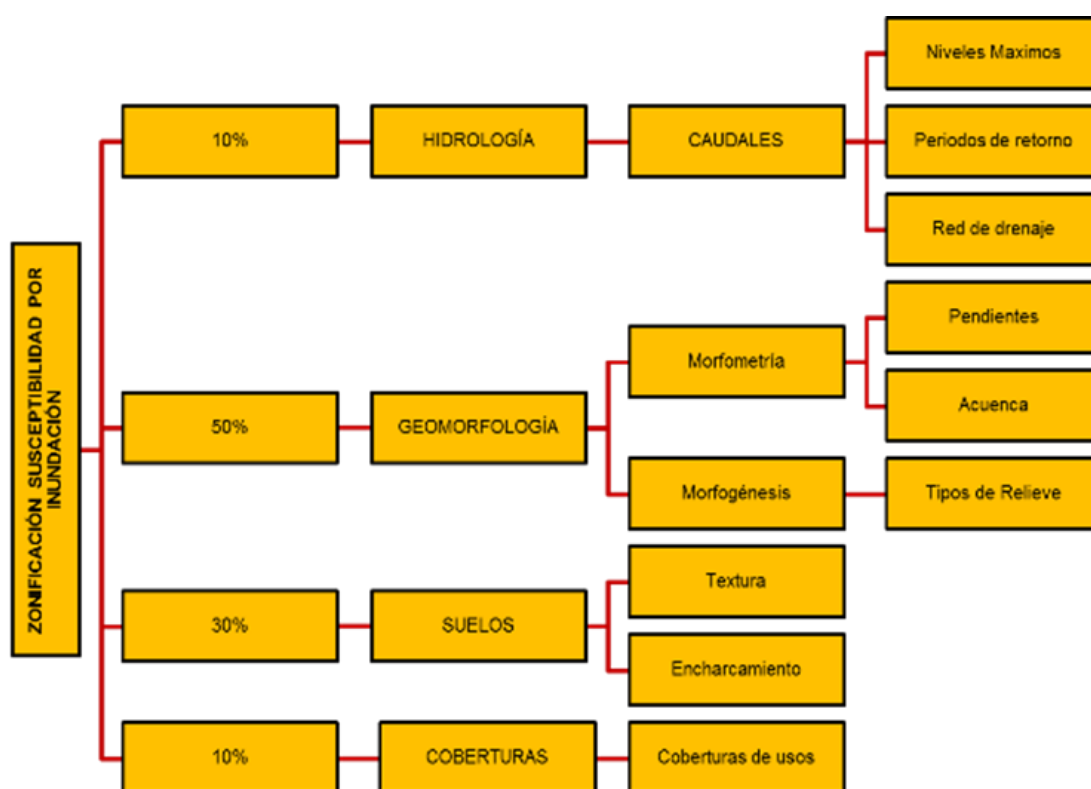 ZONIFICACIÓN SUSCEPTIBILIDAD POR
INUNDACIÓN
10%
HIDROLOGÍA
CAUDALES
Niveles Maximos
Periodos de retorno
Red de drenaje
50%
GEOMORFOLOGÍA
Morfometría
Pendientes
Acuenca
Morfogénesis
Tipos de Relieve
30%
SUELOS
Textura
Encharcamiento
10%
COBERTURAS
Coberturas de usos